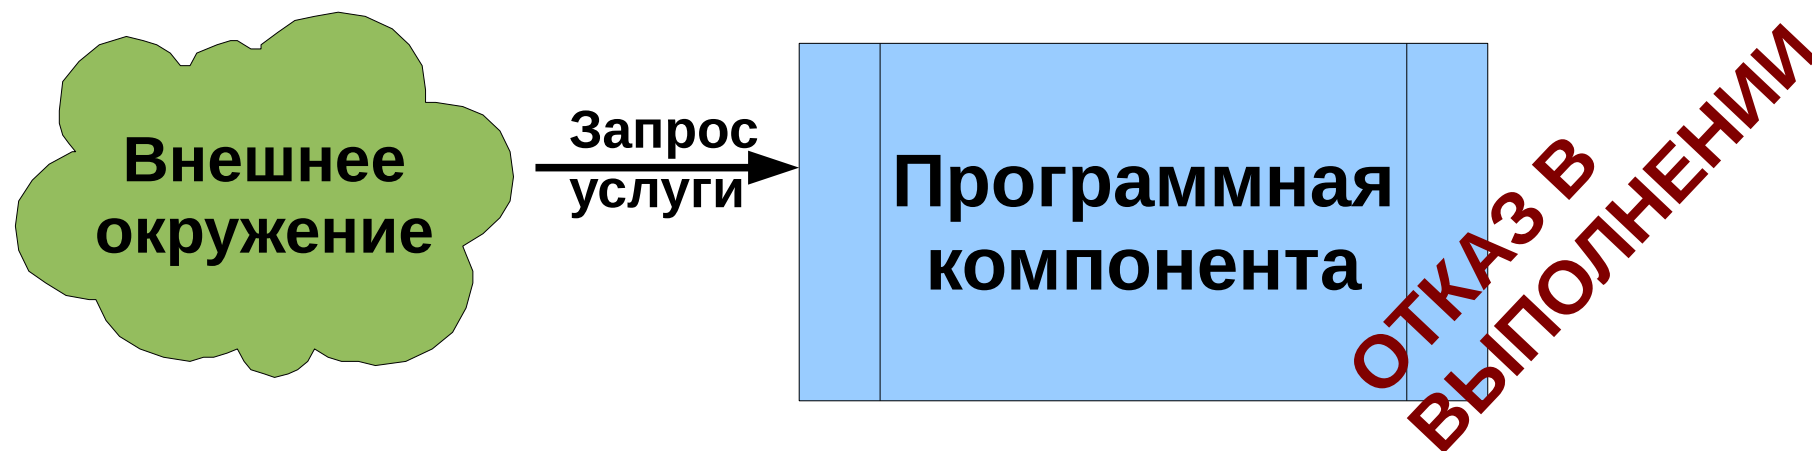 Внешнее
окружение
Запрос
услуги
Программная
компонента
ОТКАЗ В
ВЫПОЛНЕНИИ